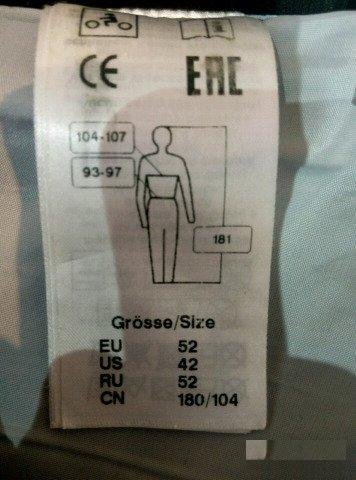 CE
EAC
104-107
93-97
181
Grösse/Size
EU 52
US 42
RU 52
CN 180/104